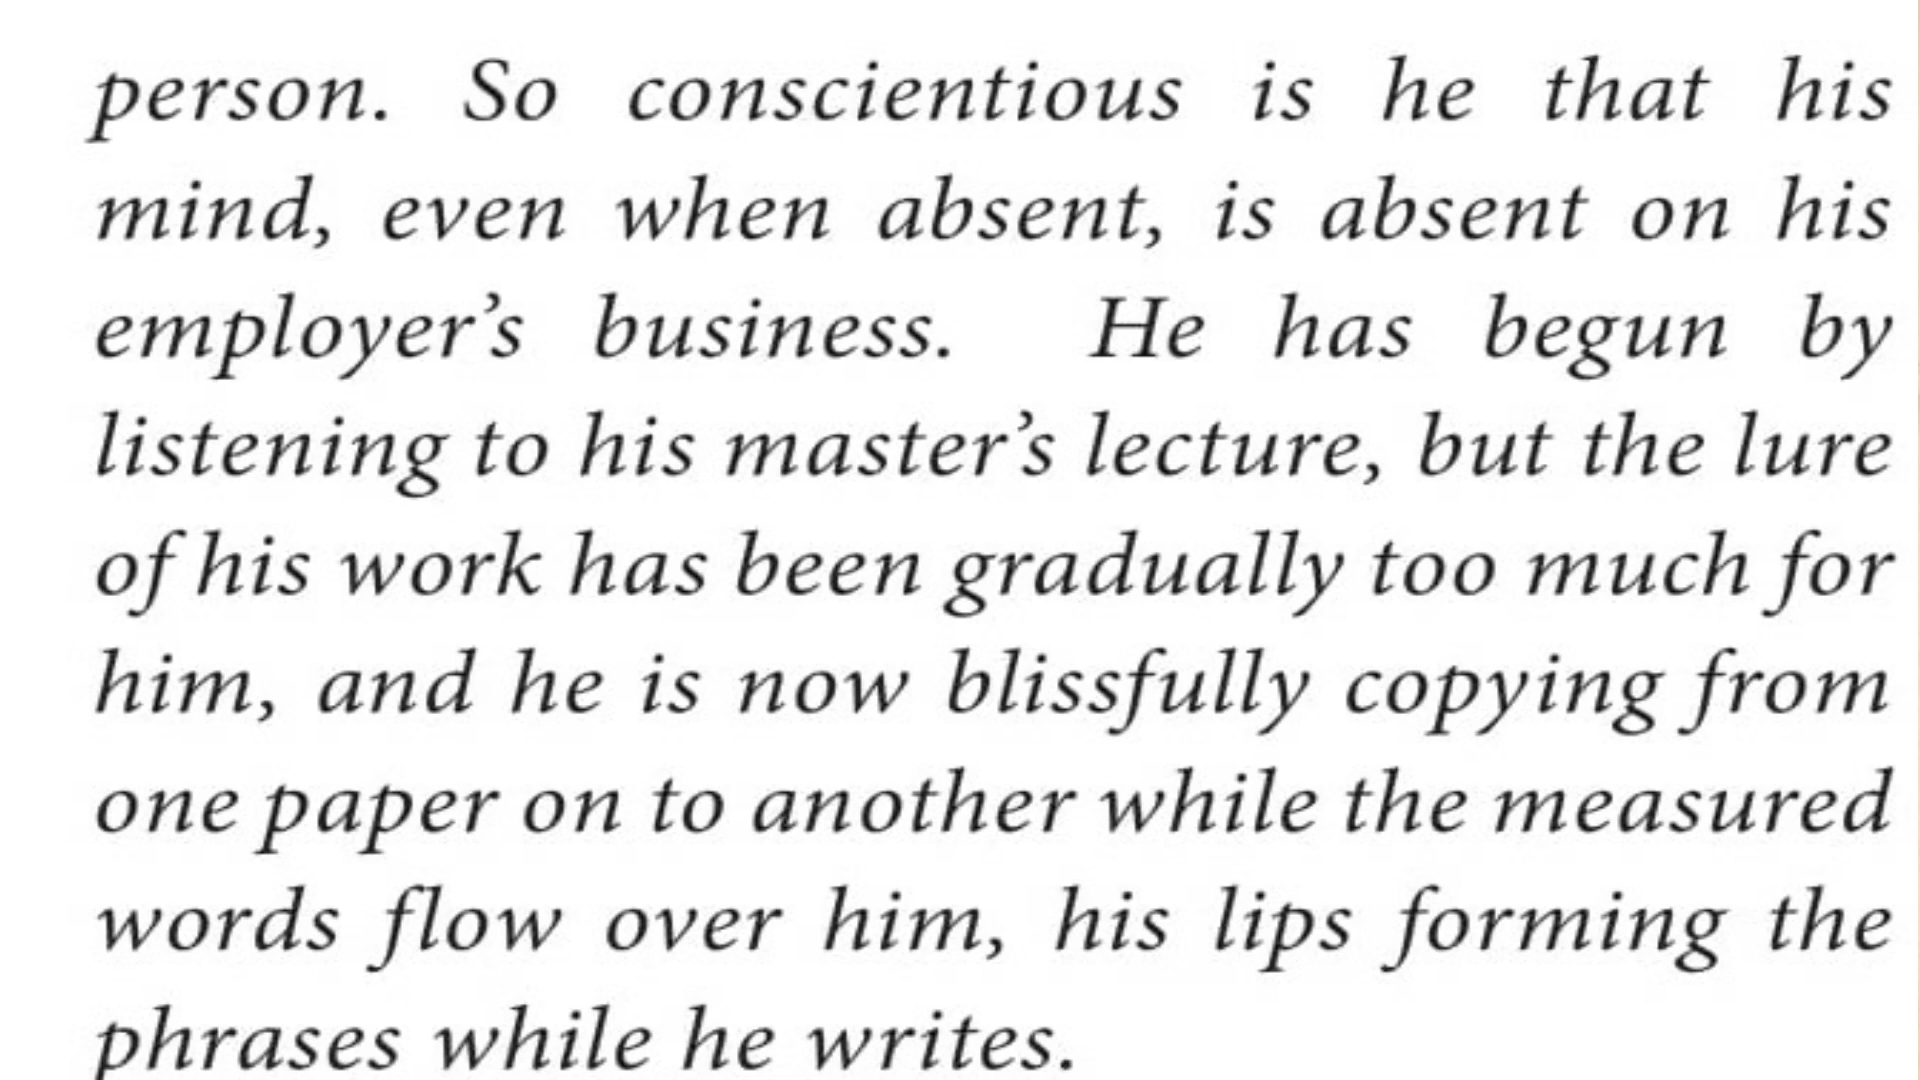 person. So conscientious is he that his
mind, even when absent, is absent on his
employer’s business. He has begun by
listening to his master’s lecture, but the lure
of his work has been gradually too much for
him, and he is now blissfully copying from
one paper on to another while the measured
words flow over him, his lips forming the
phrases while he writes.